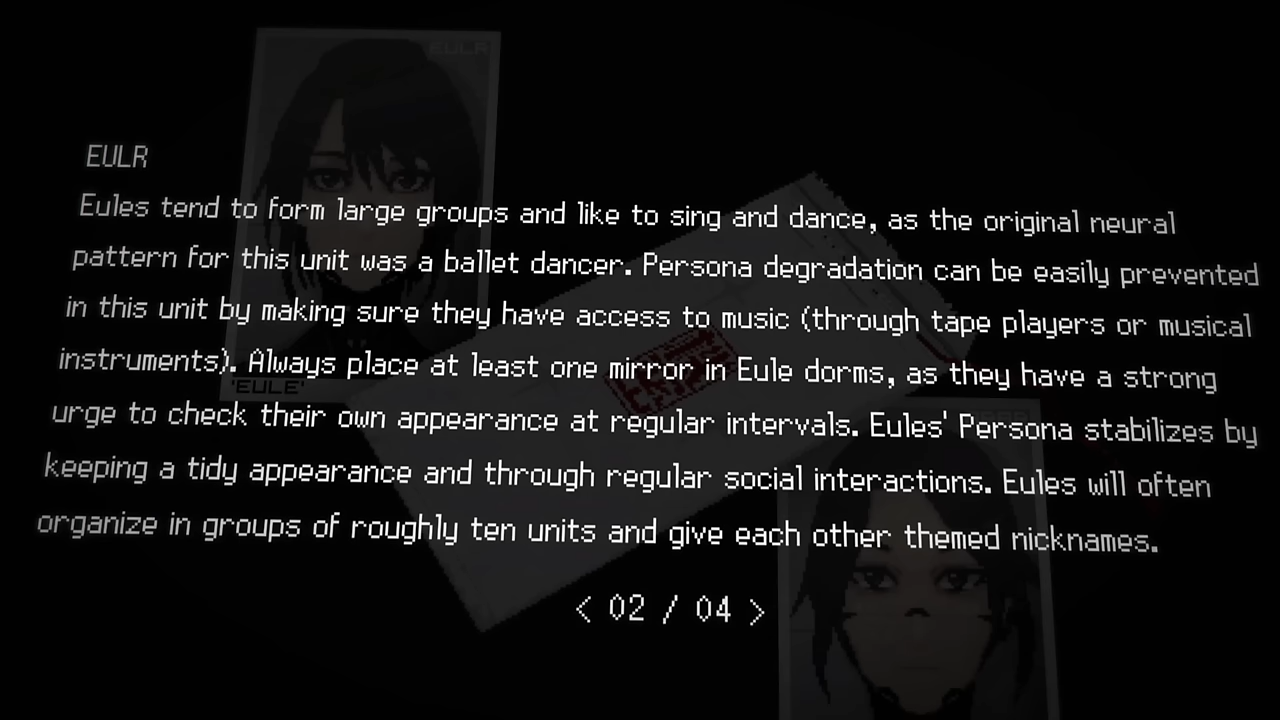 EULR
EULR
Eules tend to form large groups and like to sing and dance, as the original neural
pattern for this unit was a ballet dancer. Persona degradation can be easily prevented
in this unit by making sure they have access to music (through tape players or musical
instruments). Always place at least one mirror in Eule dorms, as they have a strong
'EULE'
urge to check their own appearance at regular intervals. Eules' Persona stabilizes by
keeping a tidy appearance and through regular social interactions. Eules will often
organize in groups of roughly ten units and give each other themed nicknames.
< 02 / 04 >